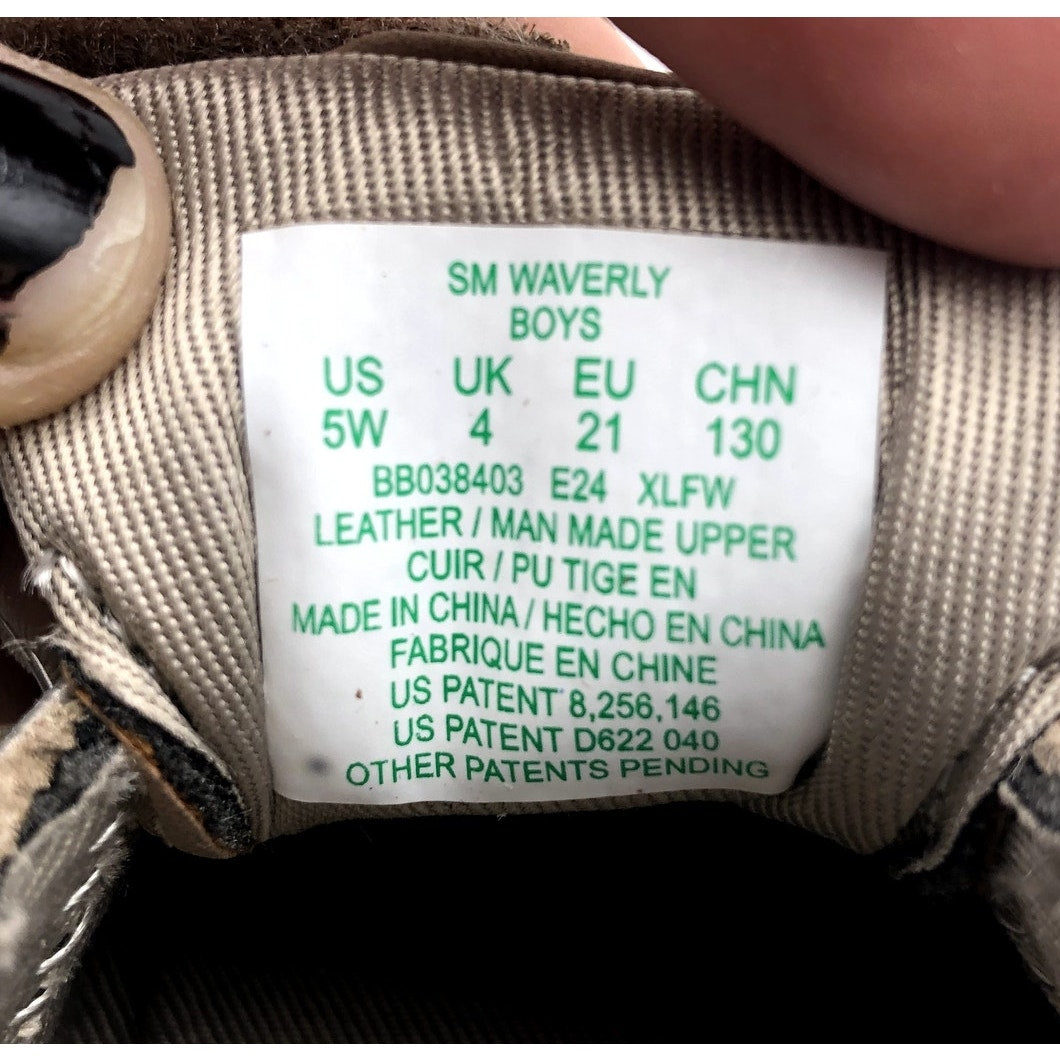 SM WAVERLY
BOYS
US UK EU CHN
5W 4 21 130
BB038403 E24 XLFW
LEATHER / MAN MADE UPPER
CUIR / PU TIGE EN
MADE IN CHINA / HECHO EN CHINA
FABRIQUE EN CHINE
US PATENT 8,256,146
US PATENT D622 040
OTHER PATENTS PENDING